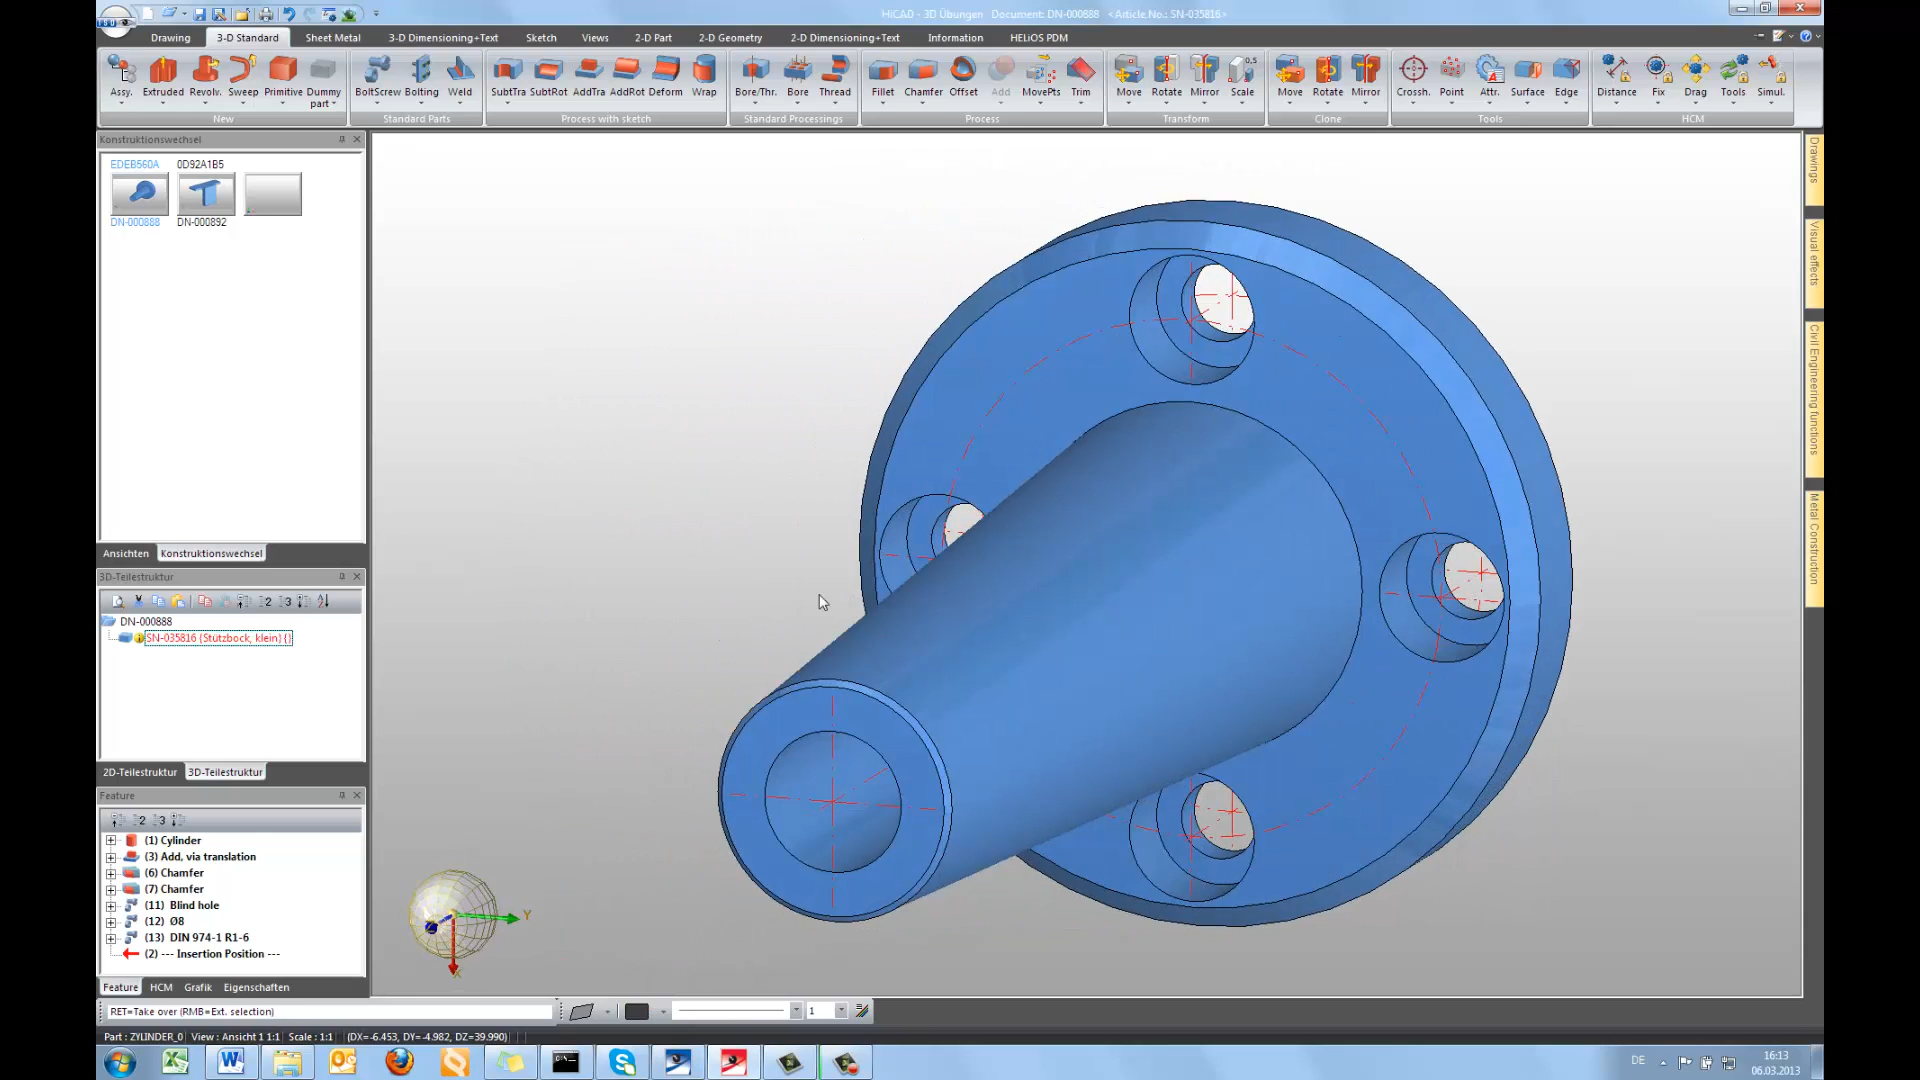 HiCAD - 3D Übungen   Document: DN-000888   <Article No.: SN-035816>
Drawing   3-D Standard   Sheet Metal   3-D Dimensioning+Text   Sketch   Views   2-D Part   2-D Geometry   2-D Dimensioning+Text   Information   HELiOS PDM
Assy.   Extruded   Revolv.   Sweep   Primitive   Dummy part   BoltScrew   Bolting   Weld   SubtTra   SubtRot   AddTra   AddRot   Deform   Wrap   Bore/Thr.   Bore   Thread   Fillet   Chamfer   Offset   Add   MovePts   Trim   Move   Rotate   Mirror   Scale   Move   Rotate   Mirror   Crossh.   Point   Attr.   Surface   Edge   Distance   Fix   Drag   Tools   Simul.
New   Standard Parts   Process with sketch   Standard Processings   Process   Transform   Clone   Tools   HCM
Konstruktionswechsel
EDEB560A   0D92A1B5
DN-000888   DN-000892
Ansichten   Konstruktionswechsel
3D-Teilestruktur
DN-000888
SN-035816 (Stützbock, klein) {}
2D-Teilestruktur   3D-Teilestruktur
Feature
(1) Cylinder
(3) Add, via translation
(6) Chamfer
(7) Chamfer
(11) Blind hole
(12) Ø8
(13) DIN 974-1 R1-6
(2) --- Insertion Position ---
Feature   HCM   Grafik   Eigenschaften
Y
Drawings
Visual effects
Civil Engineering functions
Metal Construction
RET=Take over (RMB=Ext. selection)
1
Part : ZYLINDER_0   View : Ansicht 1 1   Scale : 1:1   (DX=-6.453, DY= -4.982, DZ=39.990)
DE
16:13
06.03.2013